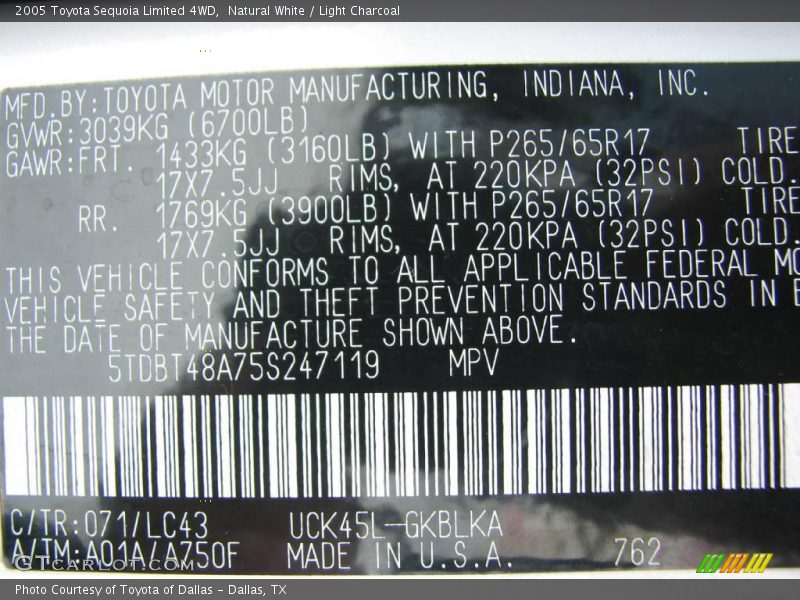 2005 Toyota Sequoia Limited 4WD, Natural White / Light Charcoal
MFD.BY:TOYOTA MOTOR MANUFACTURING, INDIANA, INC.
GVWR:3039KG (6700LB)
GAWR:FRT. 1433KG (3160LB) WITH P265/65R17 TIRE
17X7.5JJ RIMS, AT 220KPA (32PSI) COLD.
RR. 1769KG (3900LB) WITH P265/65R17 TIRE
17X7.5JJ RIMS, AT 220KPA (32PSI) COLD.
THIS VEHICLE CONFORMS TO ALL APPLICABLE FEDERAL MO
VEHICLE SAFETY AND THEFT PREVENTION STANDARDS IN E
THE DATE OF MANUFACTURE SHOWN ABOVE.
5TDBT48A75S247119 MPV
C/TR:071/LC43 UCK45L-GKBLKA
A/TM:A01A/A750F MADE IN U.S.A. 762
GTCARLOT.COM
Photo Courtesy of Toyota of Dallas - Dallas, TX